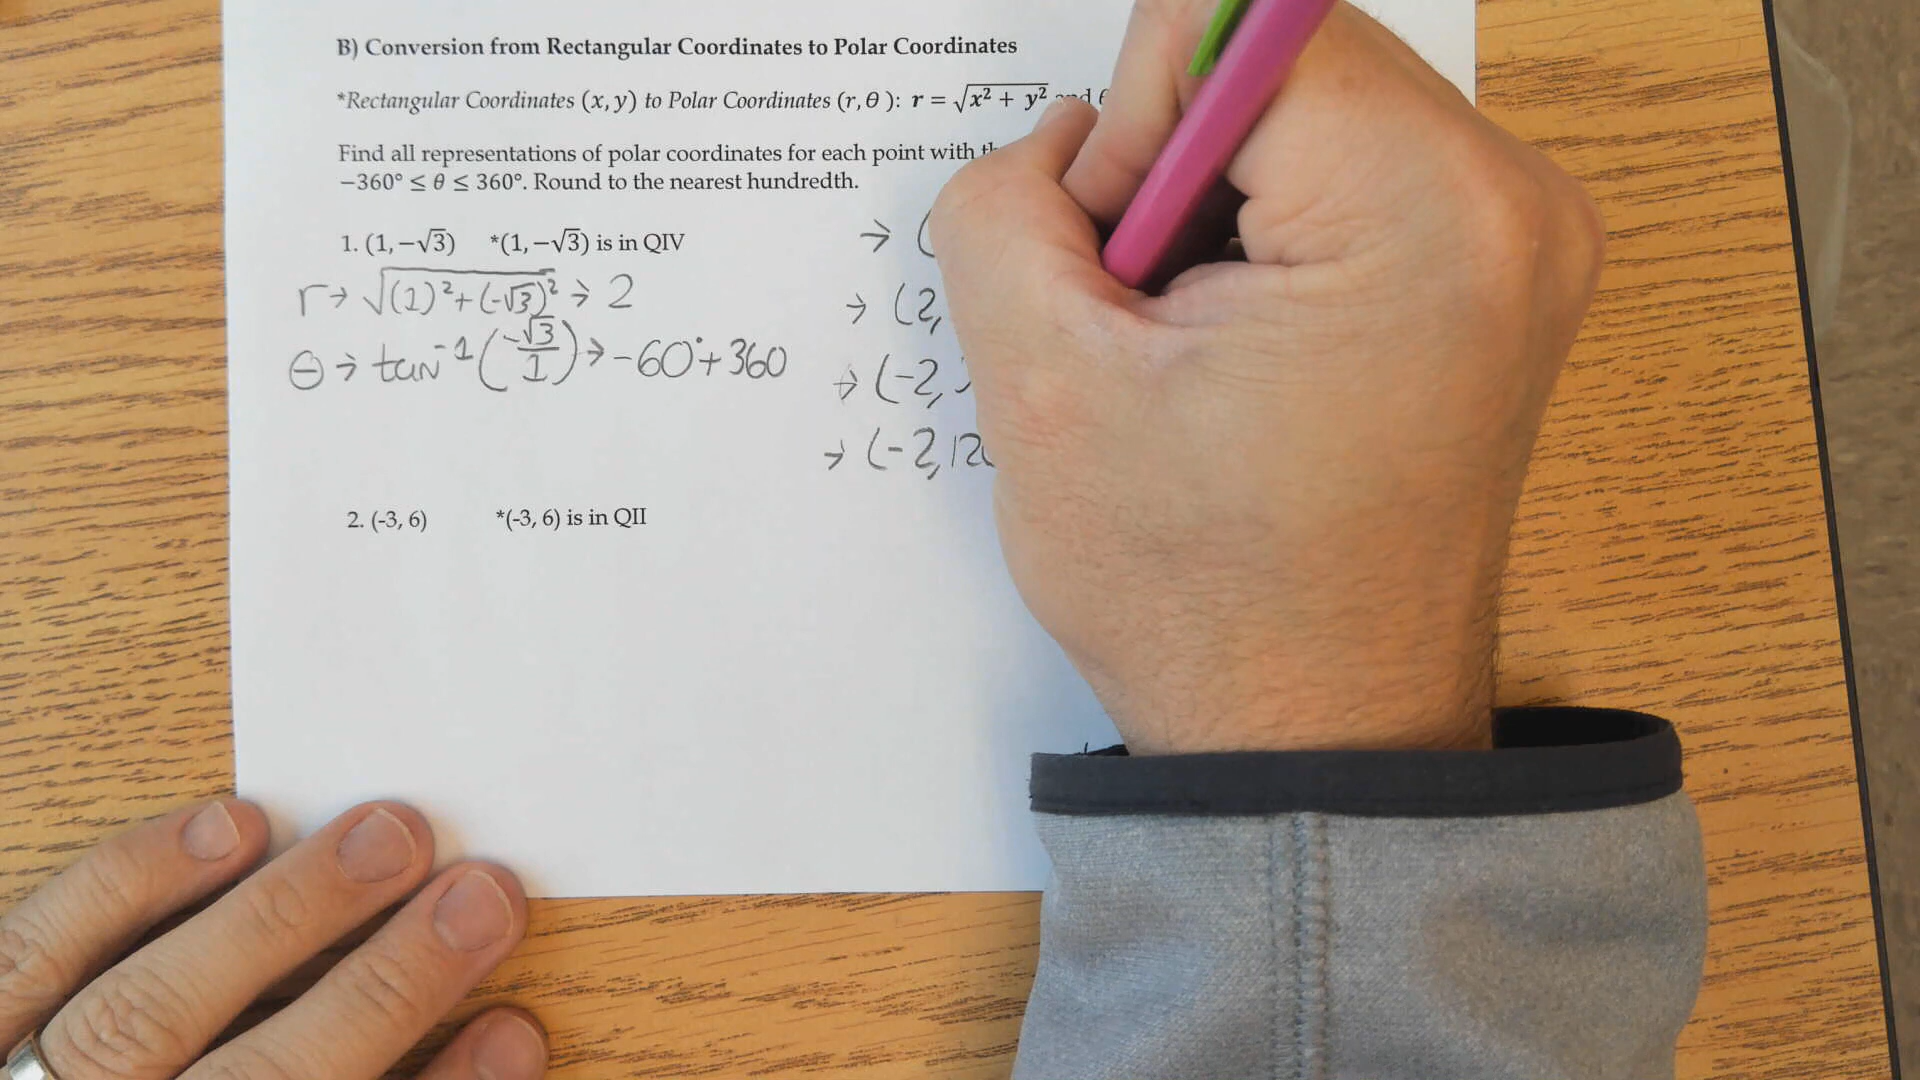 B) Conversion from Rectangular Coordinates to Polar Coordinates
*Rectangular Coordinates (x, y) to Polar Coordinates (r, θ ): r = √x² + y² and
Find all representations of polar coordinates for each point with
−360° ≤ θ ≤ 360°. Round to the nearest hundredth.
1. (1, −√3) *(1, −√3) is in QIV
r → √(1)² + (-√3)² → 2
θ → tan⁻¹(-√3/1) → -60° + 360
→ (
→ (2,
→ (-2,
→ (-2, 12
2. (-3, 6) *(-3, 6) is in QII